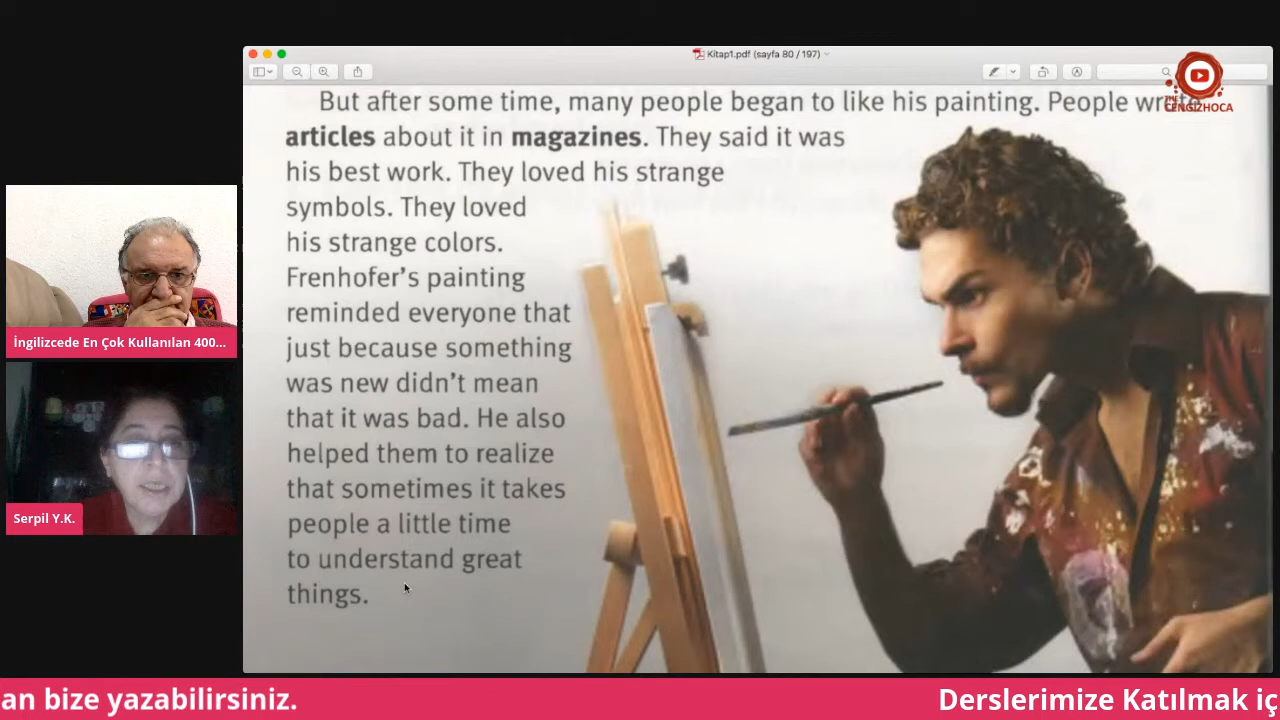 Kitap1.pdf (sayfa 80 / 197)
THE
CENGIZHOCA
But after some time, many people began to like his painting. People wrote
articles about it in magazines. They said it was
his best work. They loved his strange
symbols. They loved
his strange colors.
Frenhofer's painting
reminded everyone that
just because something
was new didn't mean
that it was bad. He also
helped them to realize
that sometimes it takes
people a little time
to understand great
things.
İngilizcede En Çok Kullanılan 400...
Serpil Y.K.
an bize yazabilirsiniz.
Derslerimize Katılmak iç